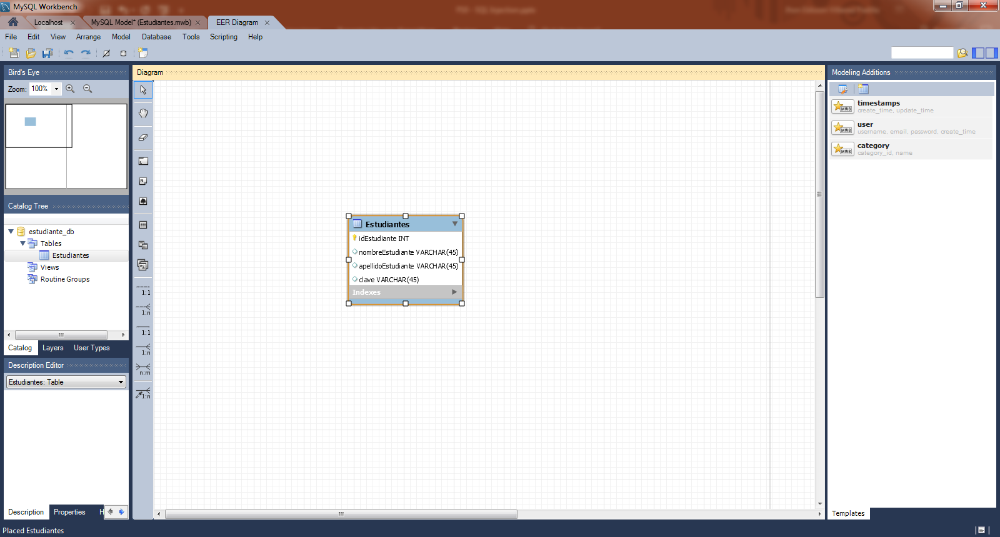 MySQL Workbench
Localhost
MySQL Model* (Estudiantes.mwb)
EER Diagram
File Edit View Arrange Model Database Tools Scripting Help
Bird's Eye
Zoom: 100%
Catalog Tree
estudiante_db
Tables
Estudiantes
Views
Routine Groups
Catalog Layers User Types
Description Editor
Estudiantes: Table
Description Properties H
Placed Estudiantes
Diagram
N
1:1
1:n
1:1
1:n
n:m
1:n
Estudiantes
idEstudiante INT
nombreEstudiante VARCHAR(45)
apellidoEstudiante VARCHAR(45)
clave VARCHAR(45)
Indexes
Modeling Additions
MWB
timestamps
create_time, update_time
MWB
user
username, email, password, create_time
MWB
category
category_id, name
Templates